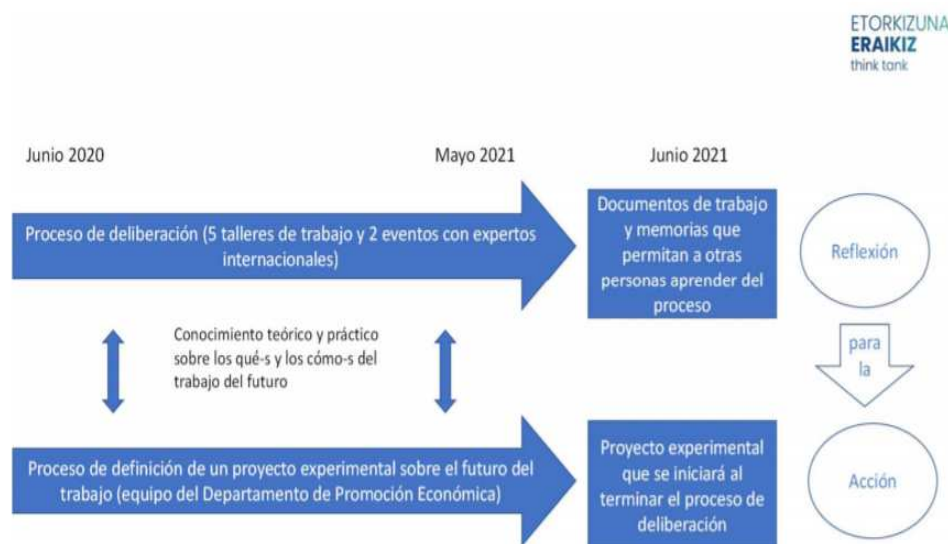 ETORKIZUNA
ERAIKIZ
think tank
Junio 2020
Mayo 2021
Junio 2021
Proceso de deliberación (5 talleres de trabajo y 2 eventos con expertos
internacionales)
Documentos de trabajo
y memorias que
permitan a otras
personas aprender del
proceso
Reflexión
Conocimiento teórico y práctico
sobre los qué-s y los cómo-s del
trabajo del futuro
para
la
Proceso de definición de un proyecto experimental sobre el futuro del
trabajo (equipo del Departamento de Promoción Económica)
Proyecto experimental
que se iniciará al
terminar el proceso de
deliberación
Acción